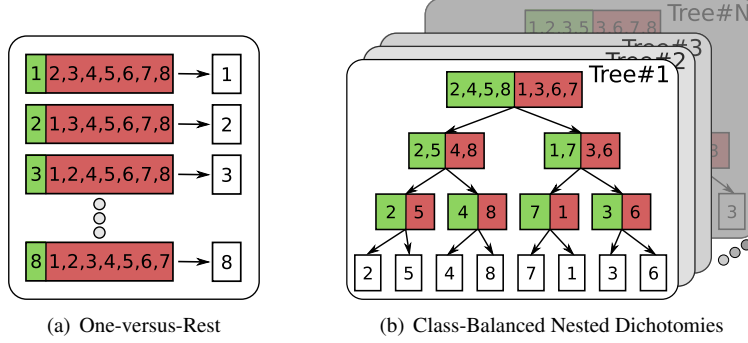 1 2,3,4,5,6,7,8 1
2 1,3,4,5,6,7,8 2
3 1,2,4,5,6,7,8 3
8 1,2,3,4,5,6,7 8
(a) One-versus-Rest
Tree#N
1,2,3,5 3,6,7,8
Tree#3
Tree#2
Tree#1
2,4,5,8 1,3,6,7
2,5 4,8 1,7 3,6
2 5 4 8 7 1 3 6
2 5 4 8 7 1 3 6
3
3
(b) Class-Balanced Nested Dichotomies